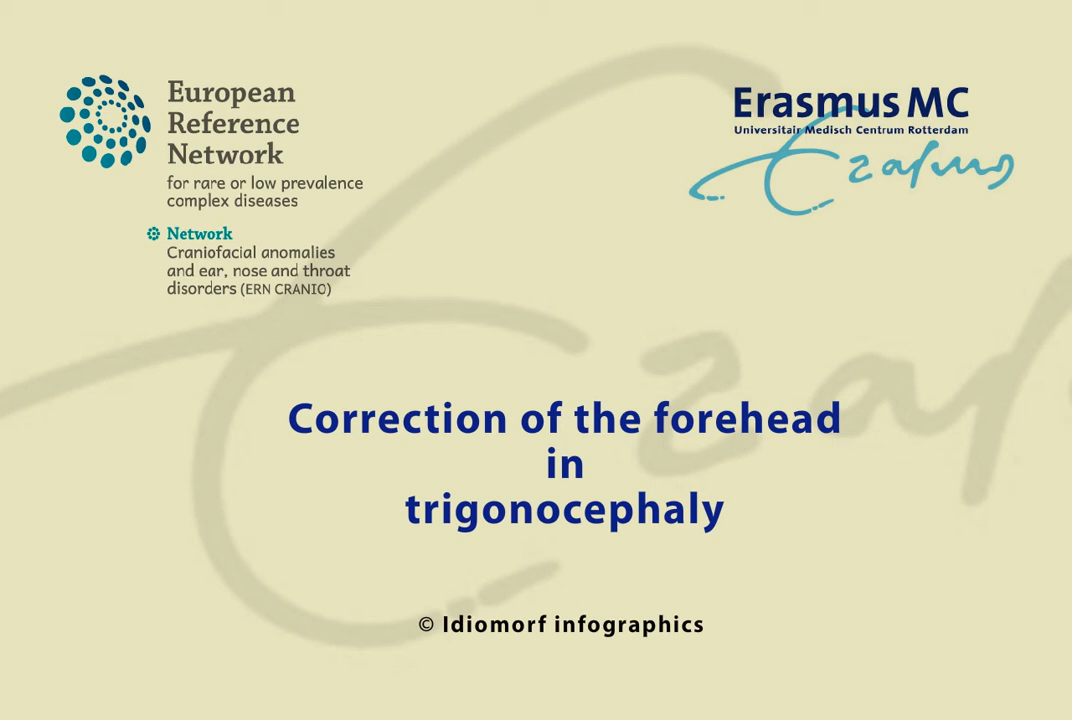 European
Reference
Network
for rare or low prevalence
complex diseases
Network
Craniofacial anomalies
and ear, nose and throat
disorders (ERN CRANIO)
Erasmus MC
Universitair Medisch Centrum Rotterdam
Erasmus
Correction of the forehead
in
trigonocephaly
© Idiomorf infographics